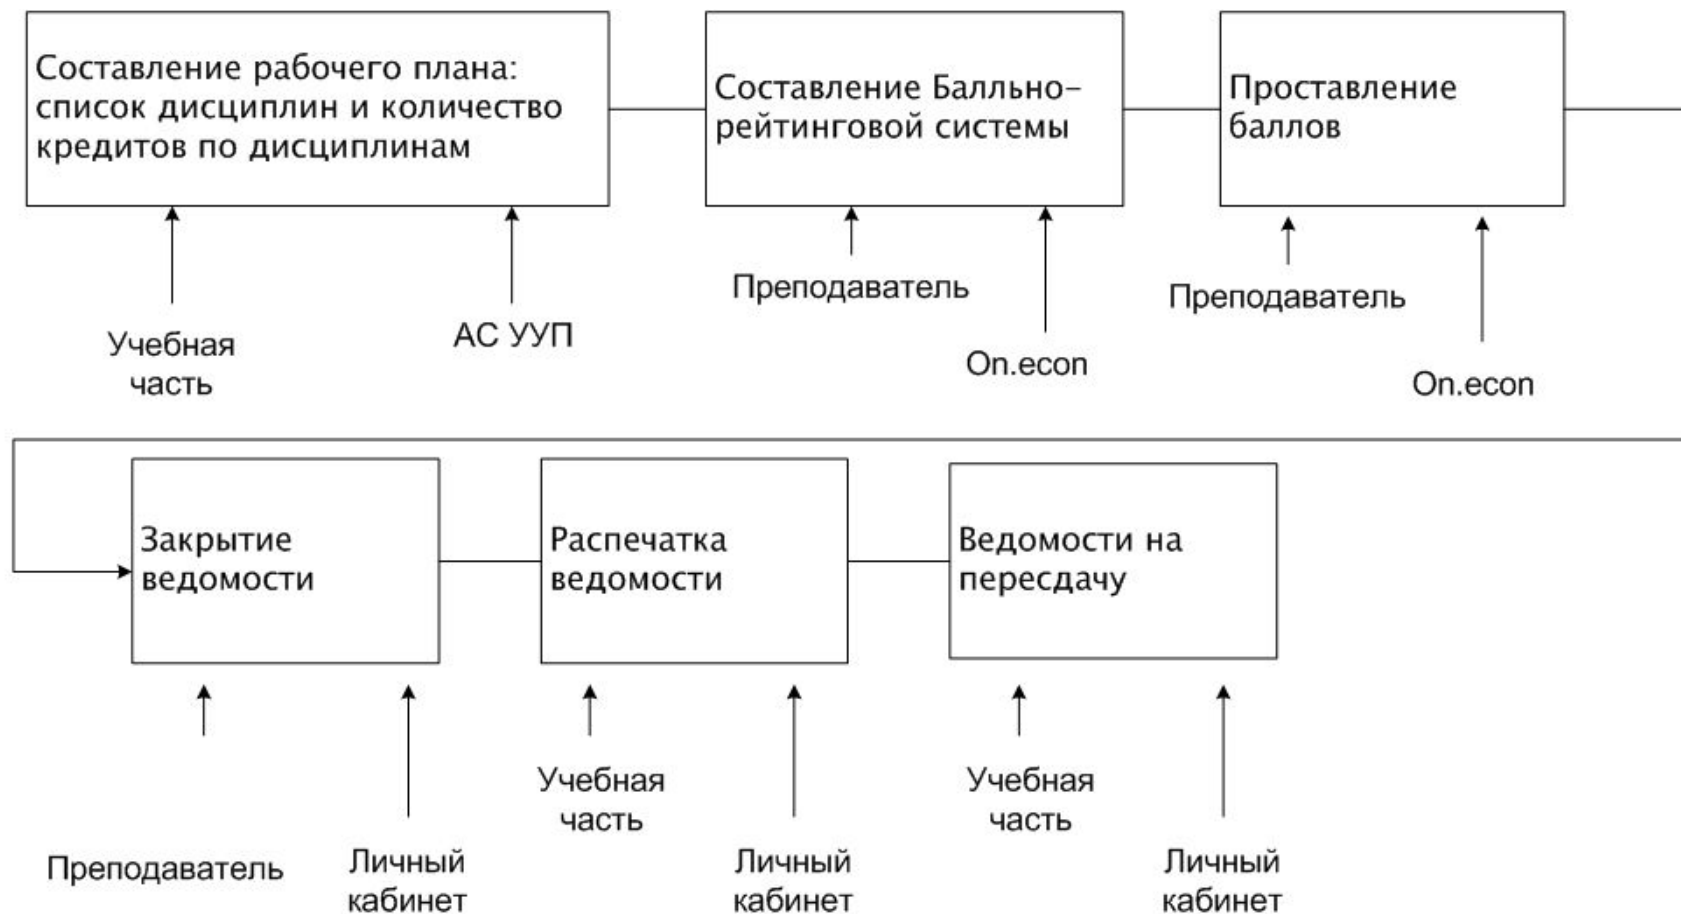 Составление рабочего плана:
список дисциплин и количество
кредитов по дисциплинам
Составление Балльно-
рейтинговой системы
Проставление
баллов
Учебная
часть
АС УУП
Преподаватель
On.econ
Преподаватель
On.econ
Закрытие
ведомости
Распечатка
ведомости
Ведомости на
пересдачу
Преподаватель
Личный
кабинет
Учебная
часть
Личный
кабинет
Учебная
часть
Личный
кабинет